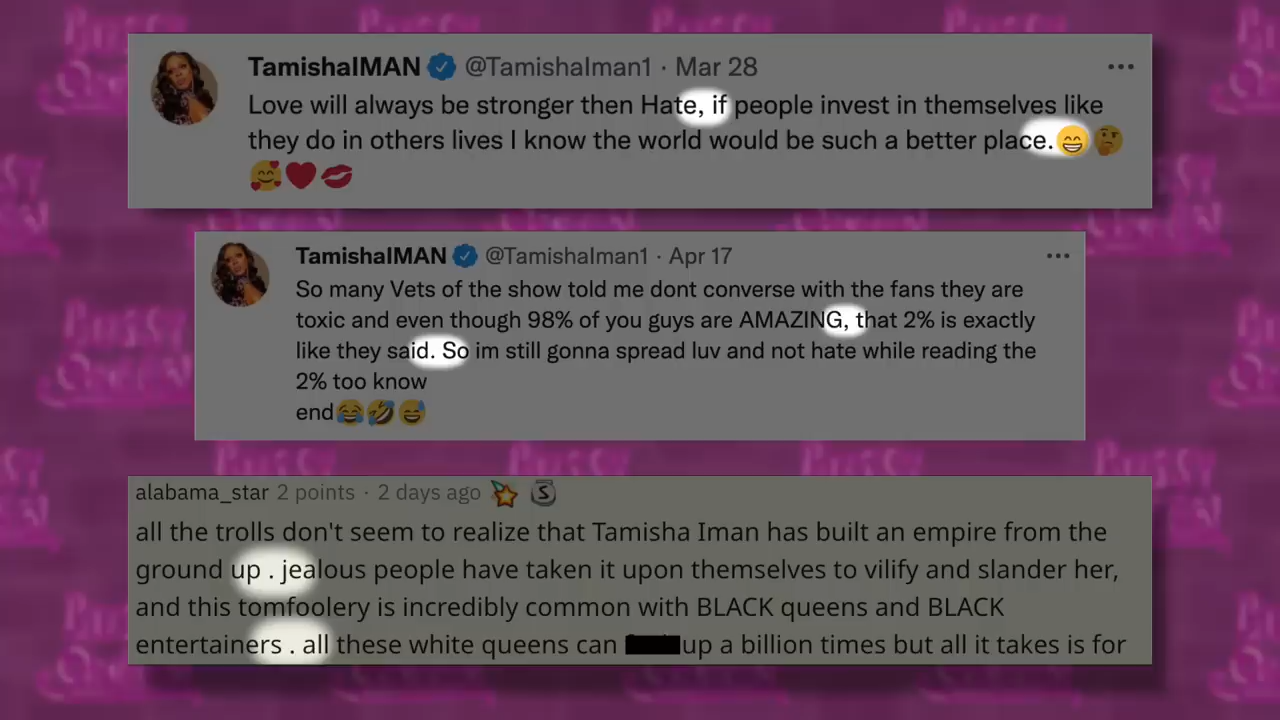 TamishaIMAN @TamishaIman1 · Mar 28
Love will always be stronger then Hate, if people invest in themselves like
they do in others lives I know the world would be such a better place.😁🤔
🥰❤️💋
TamishaIMAN @TamishaIman1 · Apr 17
So many Vets of the show told me dont converse with the fans they are
toxic and even though 98% of you guys are AMAZING, that 2% is exactly
like they said. So im still gonna spread luv and not hate while reading the
2% too know
end😂🤣😅
alabama_star 2 points · 2 days ago
all the trolls don't seem to realize that Tamisha Iman has built an empire from the
ground up . jealous people have taken it upon themselves to vilify and slander her,
and this tomfoolery is incredibly common with BLACK queens and BLACK
entertainers . all these white queens can up a billion times but all it takes is for